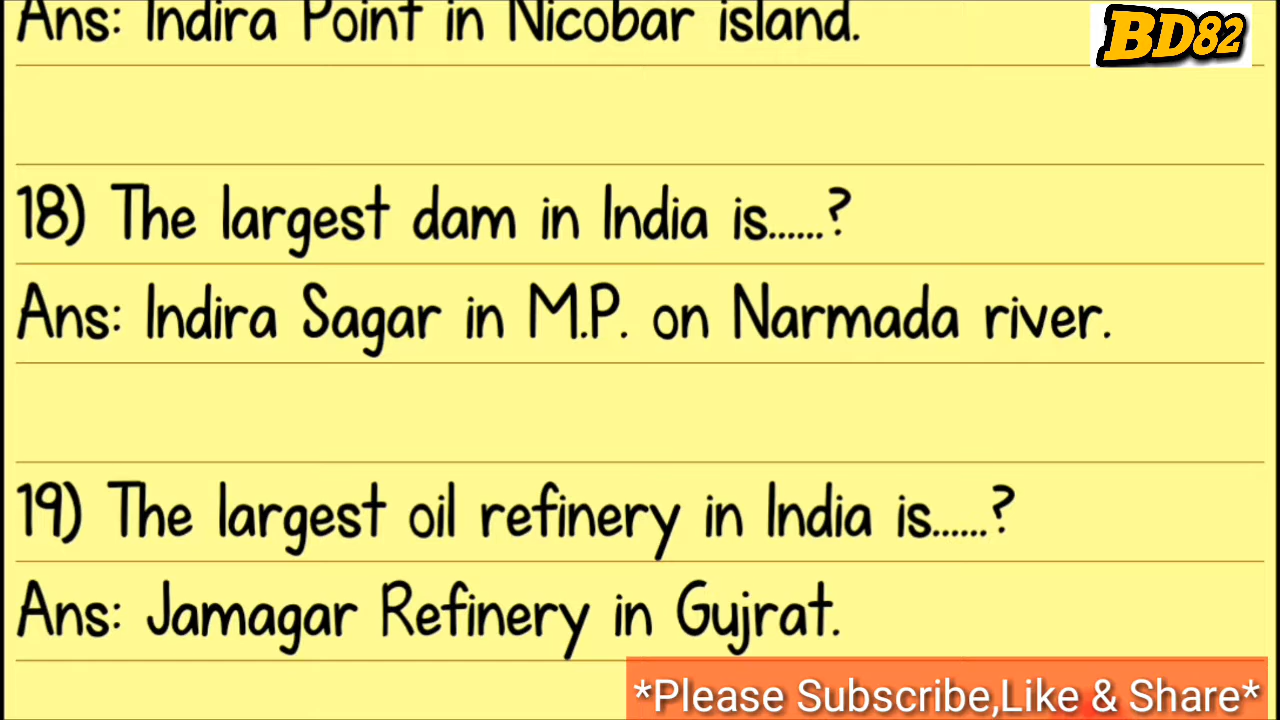 Ans: Indira Point in Nicobar island.
BD82
18) The largest dam in India is......?
Ans: Indira Sagar in M.P. on Narmada river.
19) The largest oil refinery in India is......?
Ans: Jamagar Refinery in Gujrat.
*Please Subscribe,Like & Share*